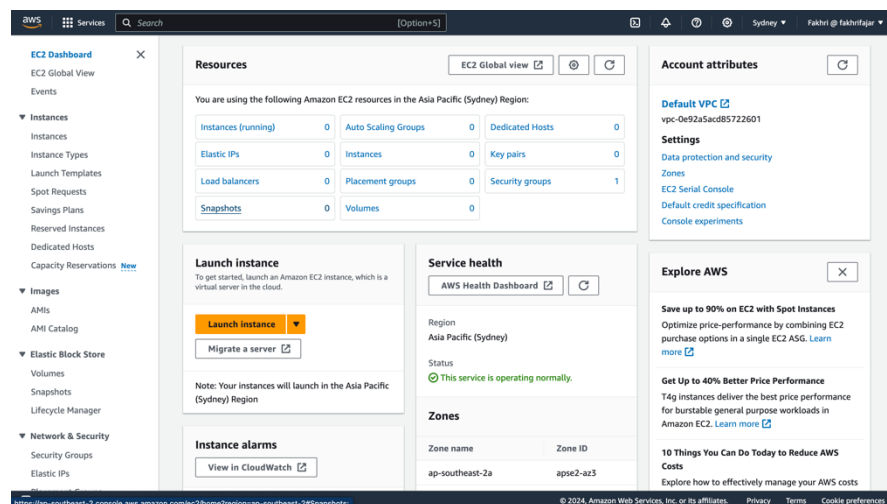 aws
Services
Search
[Option+S]
Sydney ▼
Fakhri @ fakhrifajar ▼
EC2 Dashboard
EC2 Global View
Events
Instances
Instances
Instance Types
Launch Templates
Spot Requests
Savings Plans
Reserved Instances
Dedicated Hosts
Capacity Reservations New
Images
AMIs
AMI Catalog
Elastic Block Store
Volumes
Snapshots
Lifecycle Manager
Network & Security
Security Groups
Elastic IPs
Resources
EC2 Global view
You are using the following Amazon EC2 resources in the Asia Pacific (Sydney) Region:
Instances (running) 0
Auto Scaling Groups 0
Dedicated Hosts 0
Elastic IPs 0
Instances 0
Key pairs 0
Load balancers 0
Placement groups 0
Security groups 1
Snapshots 0
Volumes 0
Launch instance
To get started, launch an Amazon EC2 instance, which is a
virtual server in the cloud.
Launch instance
Migrate a server
Note: Your instances will launch in the Asia Pacific
(Sydney) Region
Instance alarms
View in CloudWatch
Service health
AWS Health Dashboard
Region
Asia Pacific (Sydney)
Status
This service is operating normally.
Zones
Zone name
Zone ID
ap-southeast-2a
apse2-az3
Account attributes
Default VPC
vpc-0e92a5acd85722601
Settings
Data protection and security
Zones
EC2 Serial Console
Default credit specification
Console experiments
Explore AWS
Save up to 90% on EC2 with Spot Instances
Optimize price-performance by combining EC2
purchase options in a single EC2 ASG. Learn
more
Get Up to 40% Better Price Performance
T4g instances deliver the best price performance
for burstable general purpose workloads in
Amazon EC2. Learn more
10 Things You Can Do Today to Reduce AWS
Costs
Explore how to effectively manage your AWS costs
© 2024, Amazon Web Services, Inc. or its affiliates.
Privacy
Terms
Cookie preferences